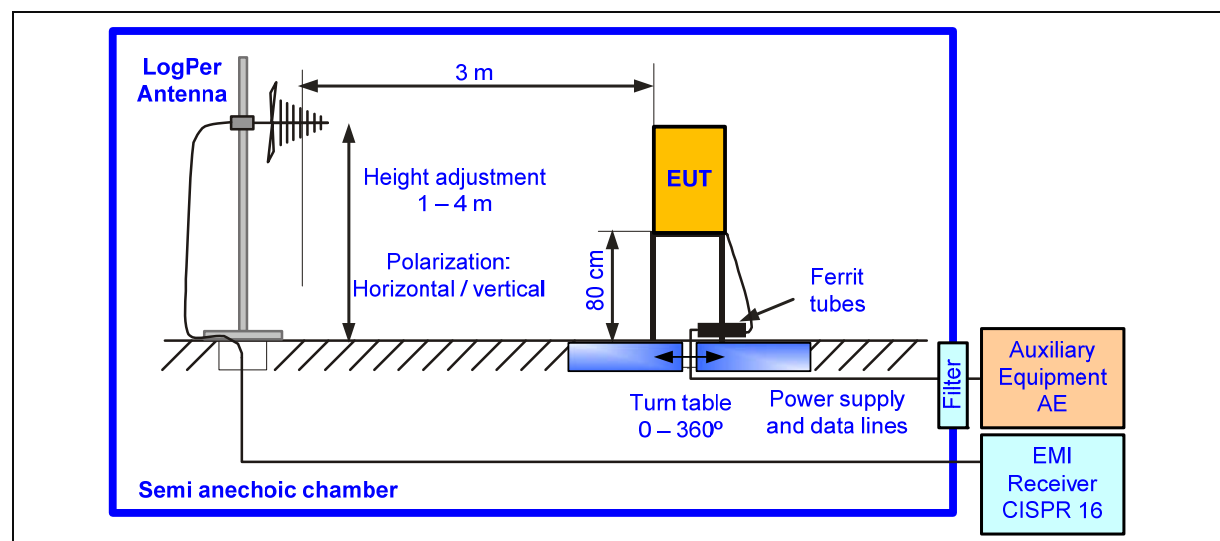 LogPer
Antenna
3 m
Height adjustment
1 – 4 m
Polarization:
Horizontal / vertical
EUT
80 cm
Ferrit
tubes
Turn table
0 – 360º
Power supply
and data lines
Filter
Auxiliary
Equipment
AE
EMI
Receiver
CISPR 16
Semi anechoic chamber